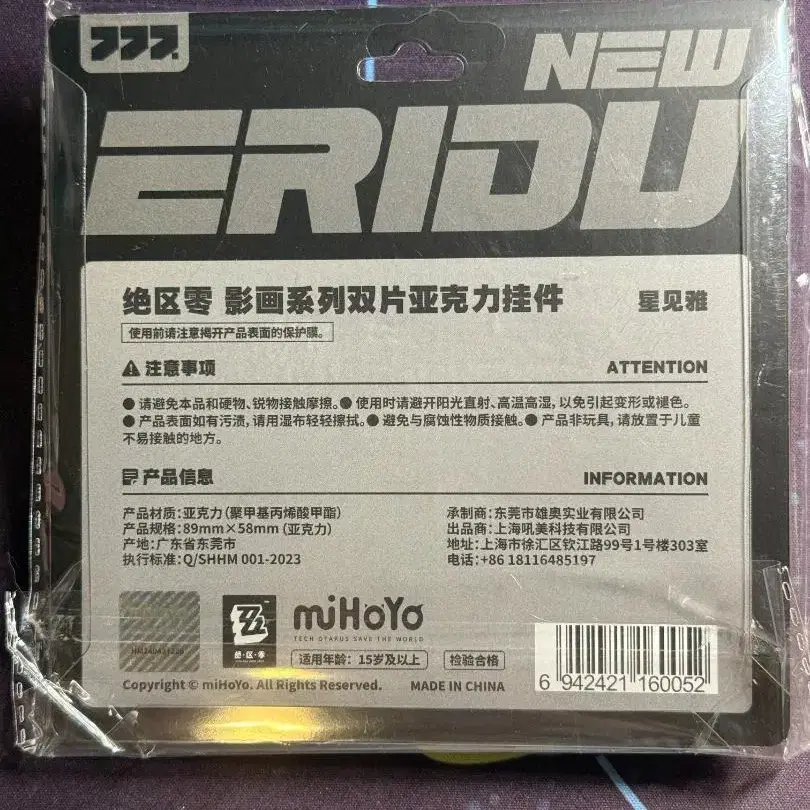 777.
NEW
ERIDU
绝区零 影画系列双片亚克力挂件 星见雅
使用前请注意揭开产品表面的保护膜。
注意事项 ATTENTION
● 请避免本品和硬物、锐物接触摩擦。● 使用时请避开阳光直射、高温高湿, 以免引起变形或褪色。
● 产品表面如有污渍, 请用湿布轻轻擦拭。● 避免与腐蚀性物质接触。● 产品非玩具, 请放置于儿童
不易接触的地方。
产品信息 INFORMATION
产品材质: 亚克力 (聚甲基丙烯酸甲酯)
产品规格: 89mm×58mm (亚克力)
产地: 广东省东莞市
执行标准: Q/SHHM 001-2023
承制商: 东莞市雄奥实业有限公司
出品商: 上海吼美科技有限公司
地址: 上海市徐汇区钦江路99号1号楼303室
电话: +86 18116485197
绝·区·零
miHoYo
TECH OTAKUS SAVE THE WORLD
适用年龄: 15岁及以上
检验合格
Copyright © miHoYo. All Rights Reserved. MADE IN CHINA
6 942421 160052